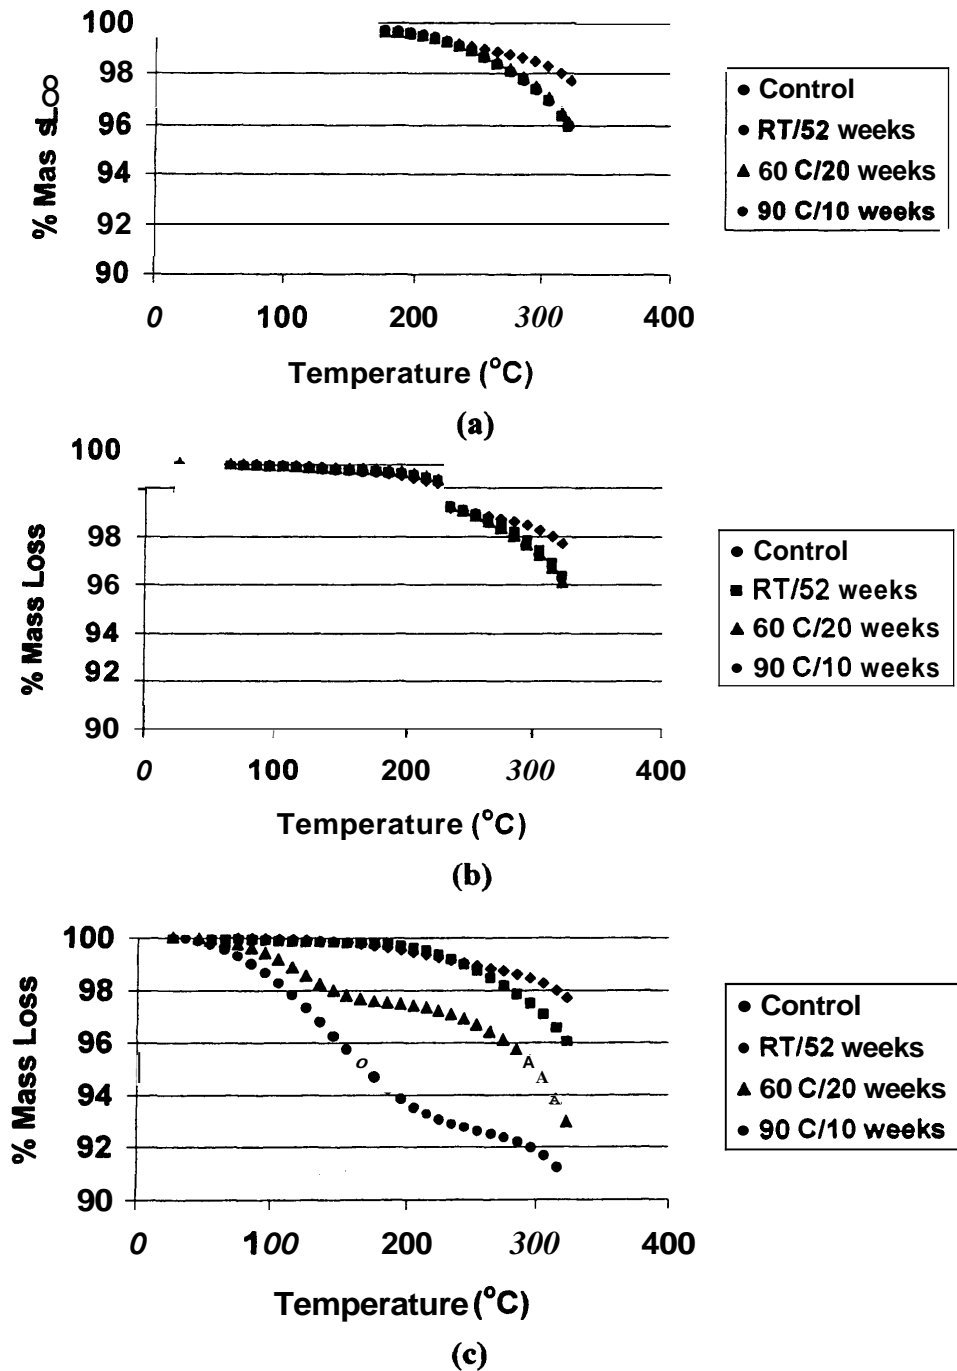 100
98
96
94
92
90
% Mas sLoo
0 100 200 300 400
Temperature (°C)
(a)
• Control
• RT/52 weeks
▲ 60 C/20 weeks
• 90 C/10 weeks
100
98
96
94
92
90
% Mass Loss
0 100 200 300 400
Temperature (°C)
(b)
• Control
■ RT/52 weeks
▲ 60 C/20 weeks
• 90 C/10 weeks
100
98
96
94
92
90
% Mass Loss
0 100 200 300 400
Temperature (°C)
(c)
• Control
• RT/52 weeks
▲ 60 C/20 weeks
• 90 C/10 weeks